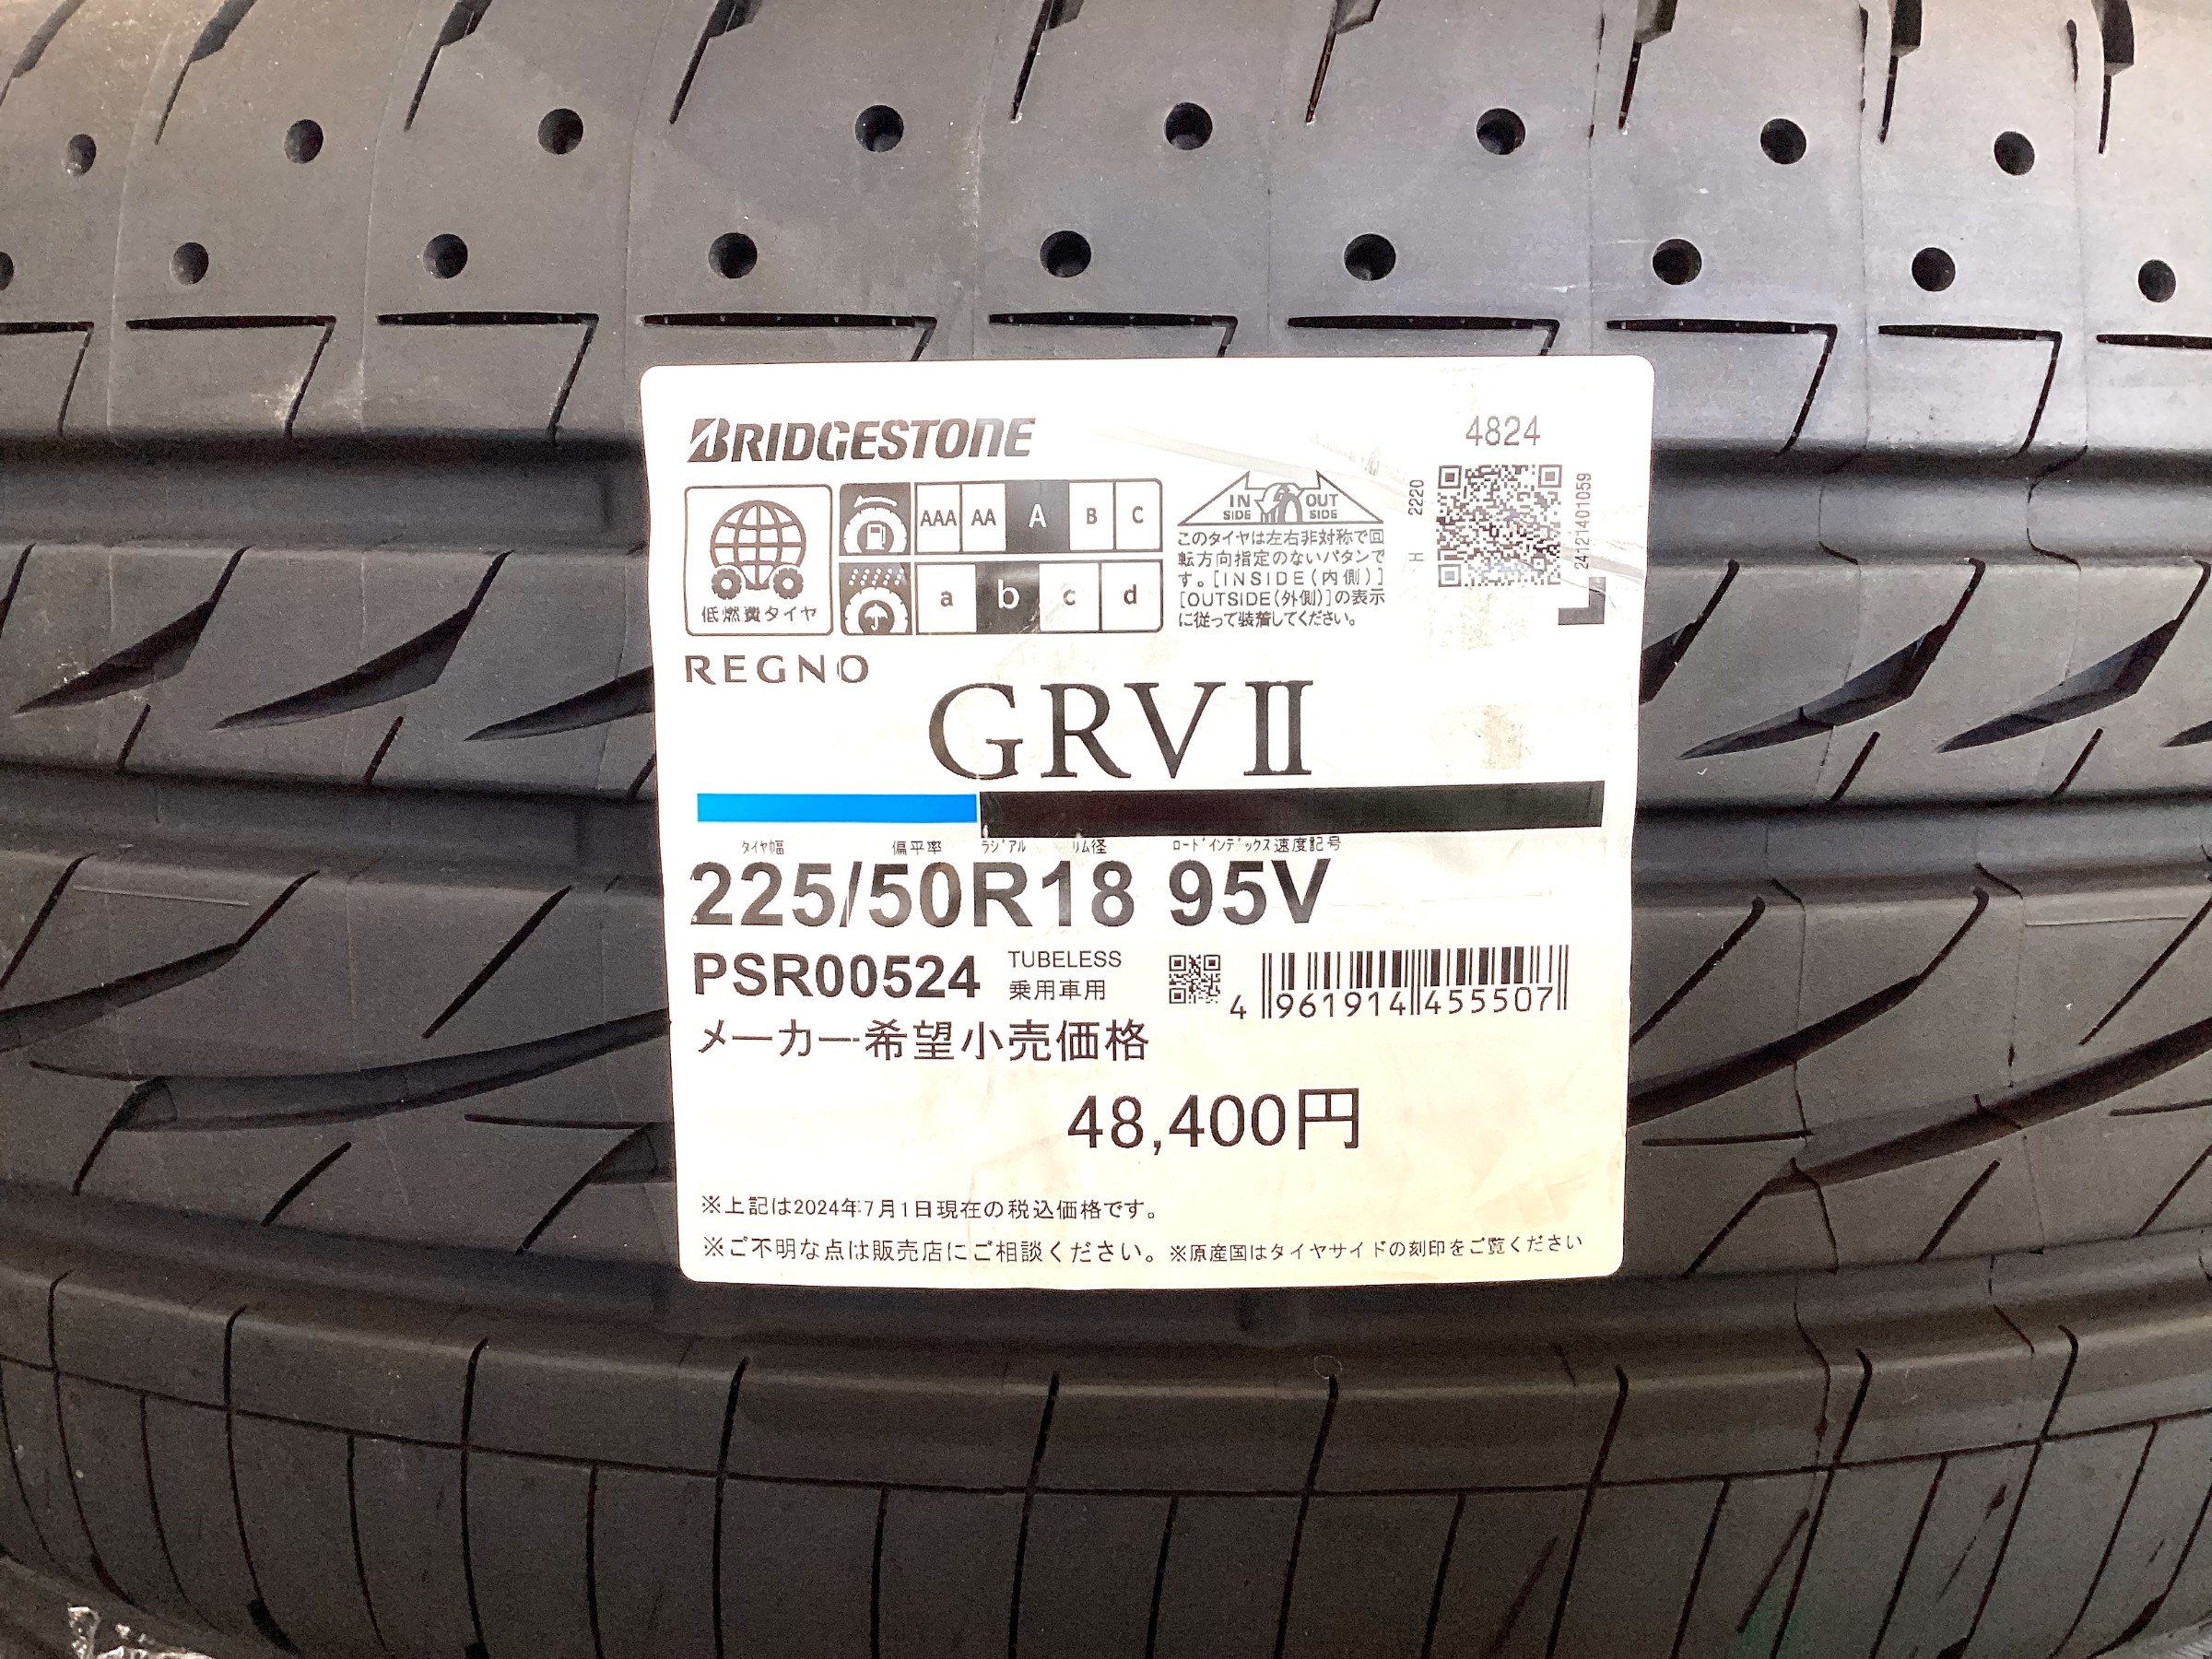 BRIDGESTONE
4824
低燃費タイヤ
AAA AA A B C
a b c d
IN SIDE OUT SIDE
このタイヤは左右非対称で回
転方向指定のないパタンで
す。[INSIDE(内側)]
[OUTSIDE(外側)]の表示
に従って装着してください。
H 2220
2412141401059
REGNO
GRVII
タイヤ幅 偏平率 ラジアル リム径 ロードインデックス 速度記号
225/50R18 95V
PSR00524 TUBELESS
乗用車用
4 961914 455507
メーカー希望小売価格
48,400円
※上記は2024年7月1日現在の税込価格です。
※ご不明な点は販売店にご相談ください。※原産国はタイヤサイドの刻印をご覧ください